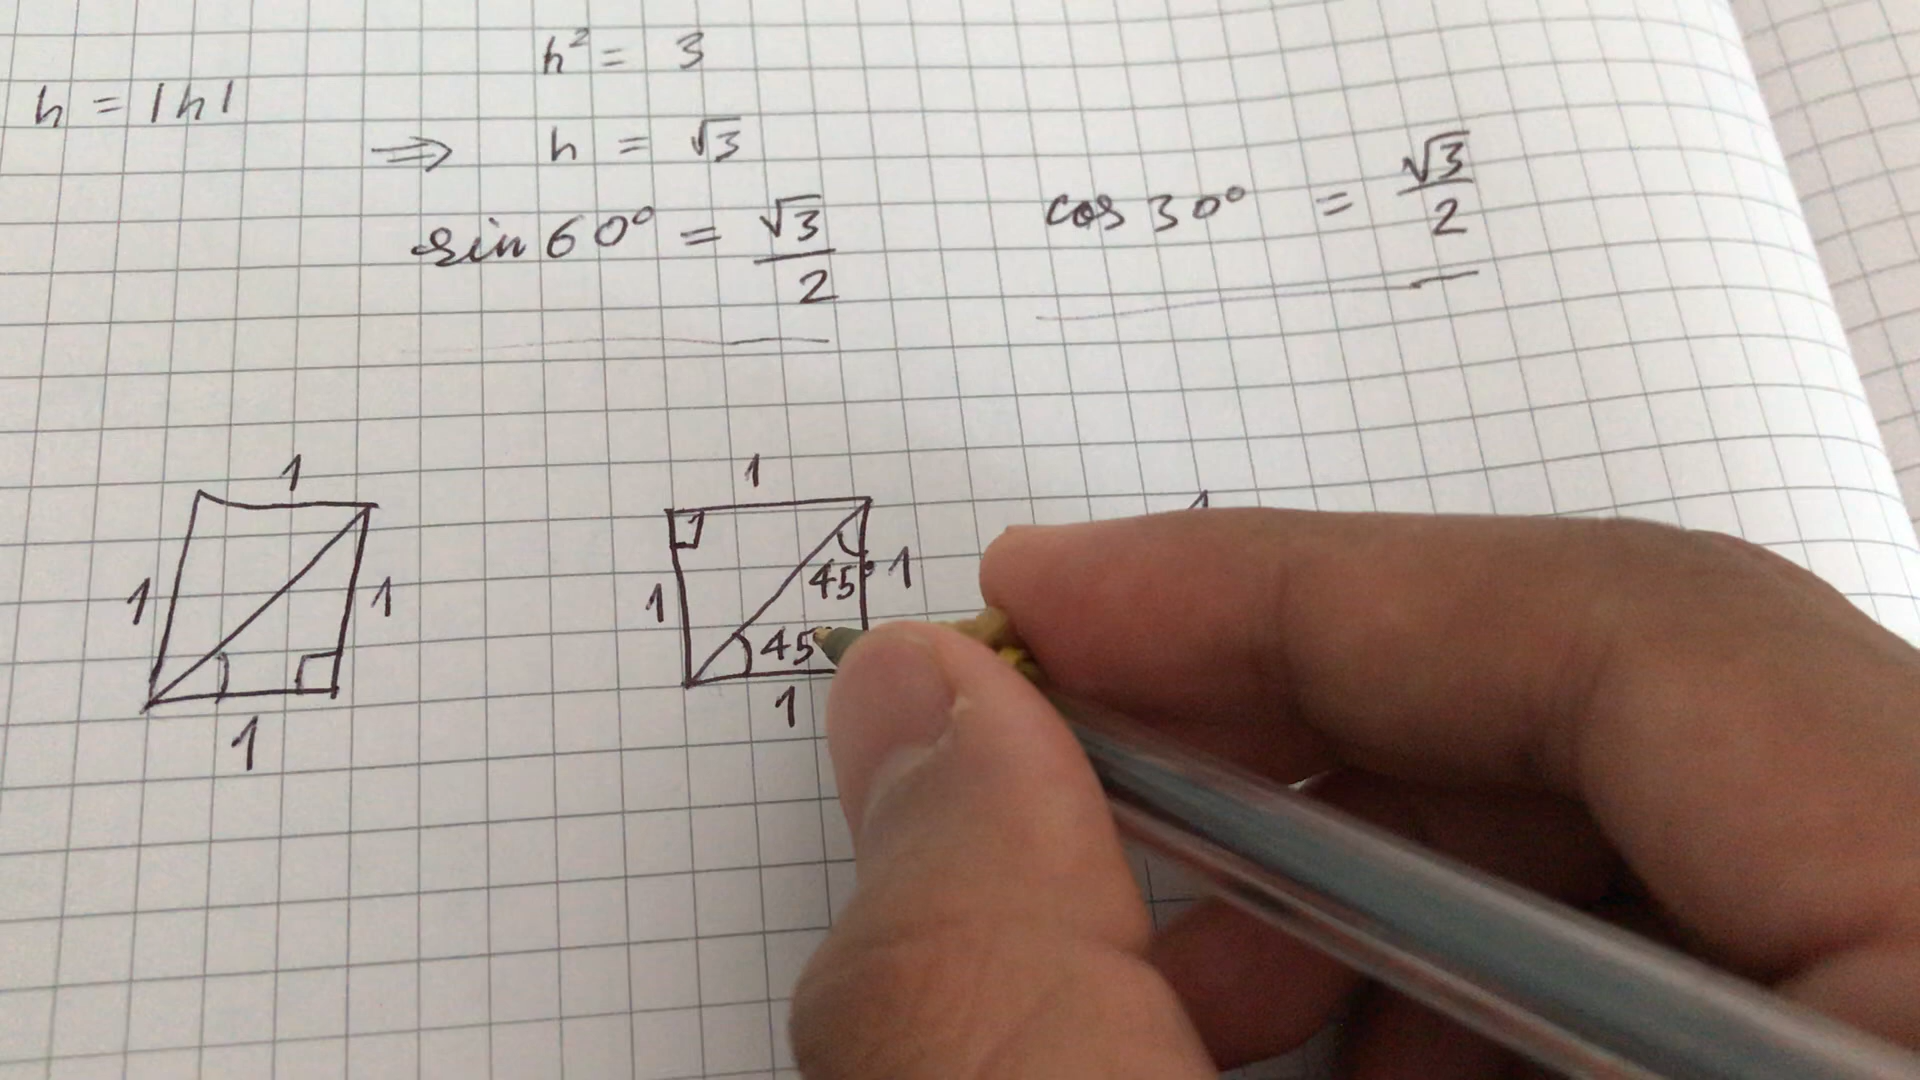 h² = 3
h = |h|
⇒ h = √3
sin 60° = √3/2
cos 30° = √3/2
1
1
1
1
1
1
45°
1
45
1
1